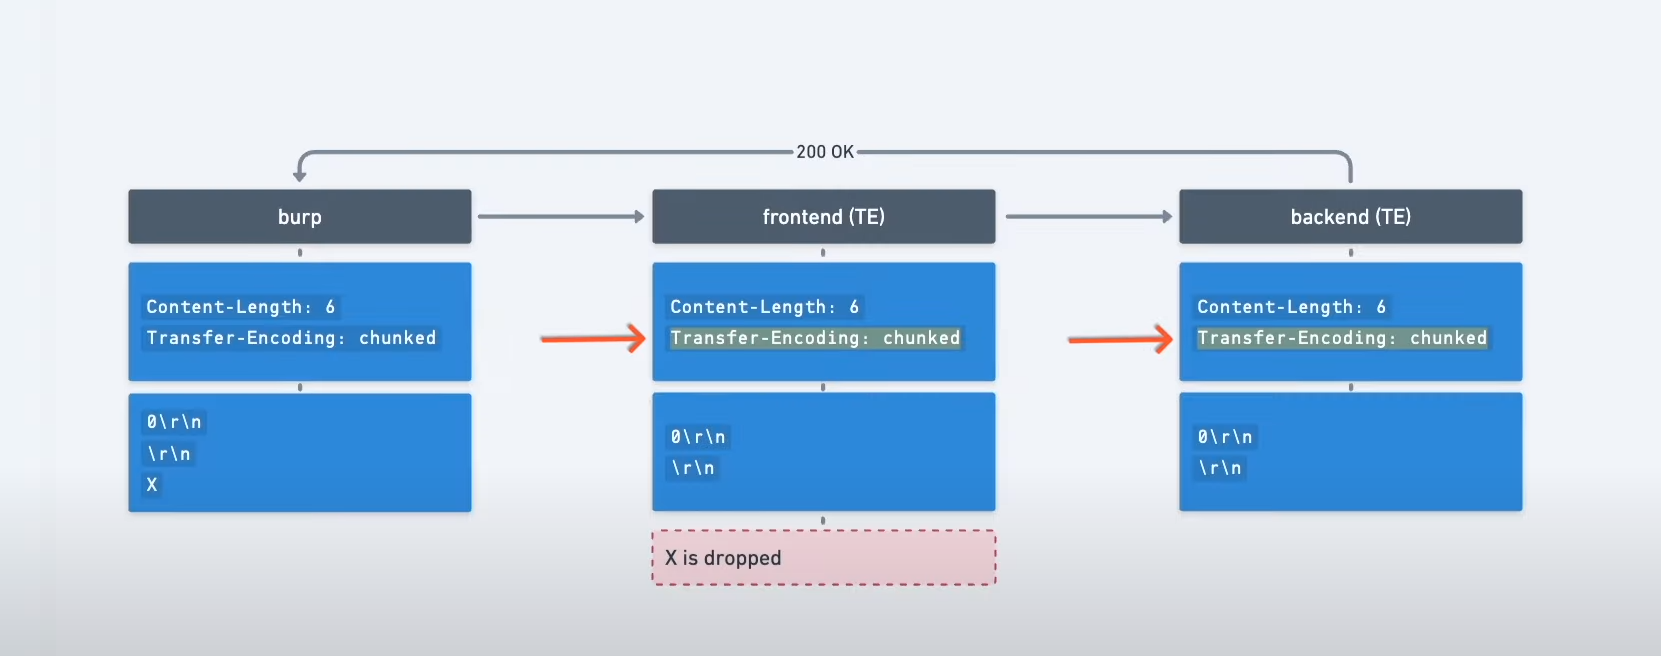 200 OK
burp
frontend (TE)
backend (TE)
Content-Length: 6
Transfer-Encoding: chunked
Content-Length: 6
Transfer-Encoding: chunked
Content-Length: 6
Transfer-Encoding: chunked
0\r\n
\r\n
X
0\r\n
\r\n
0\r\n
\r\n
X is dropped